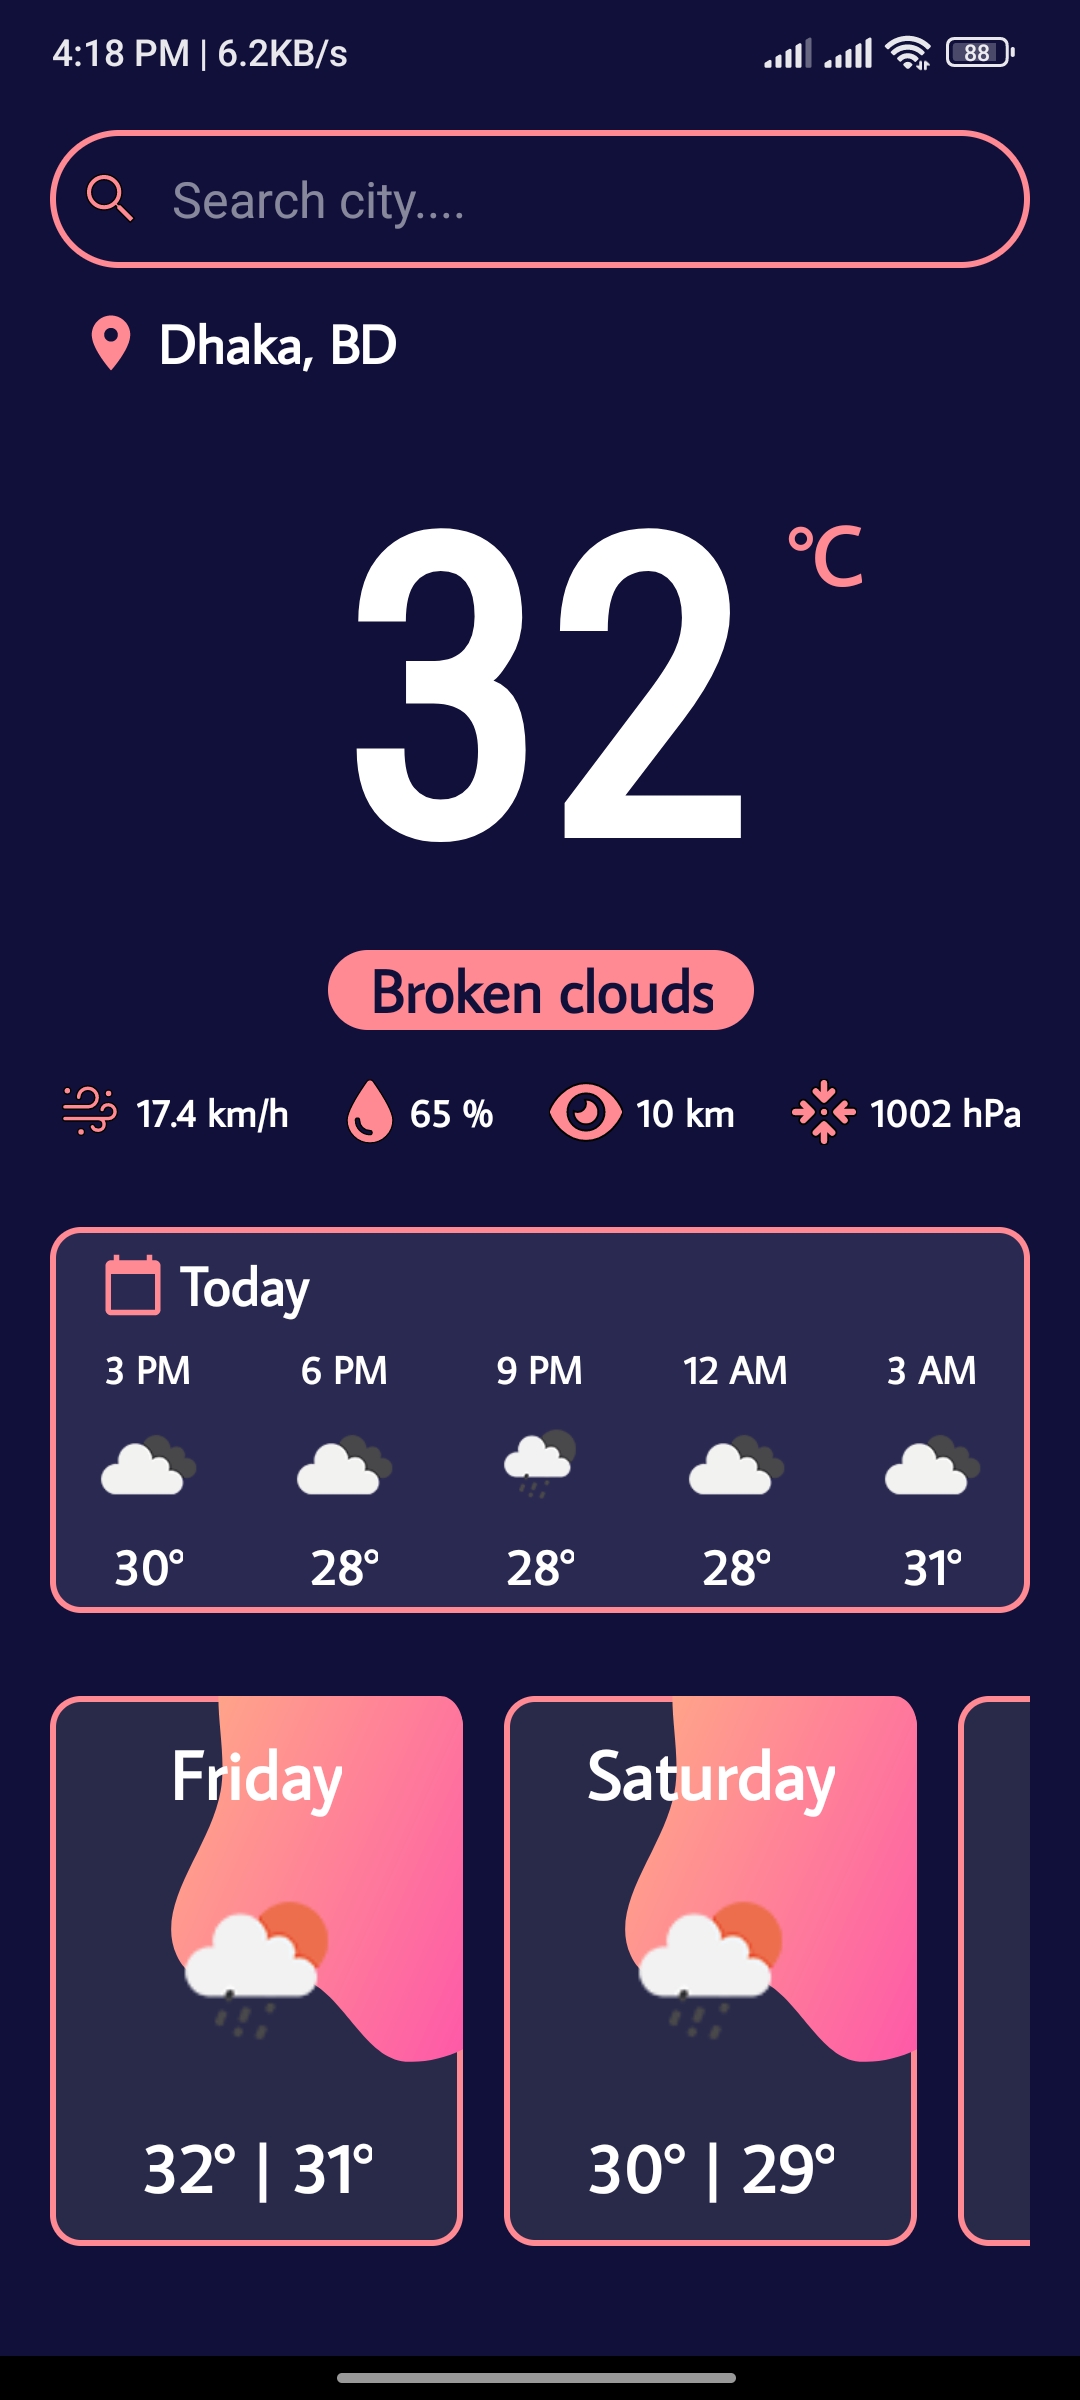 4:18 PM | 6.2KB/s 88
Search city....
Dhaka, BD
32 °C
Broken clouds
17.4 km/h 65 % 10 km 1002 hPa
Today
3 PM 6 PM 9 PM 12 AM 3 AM
30° 28° 28° 28° 31°
Friday Saturday
32° | 31° 30° | 29°